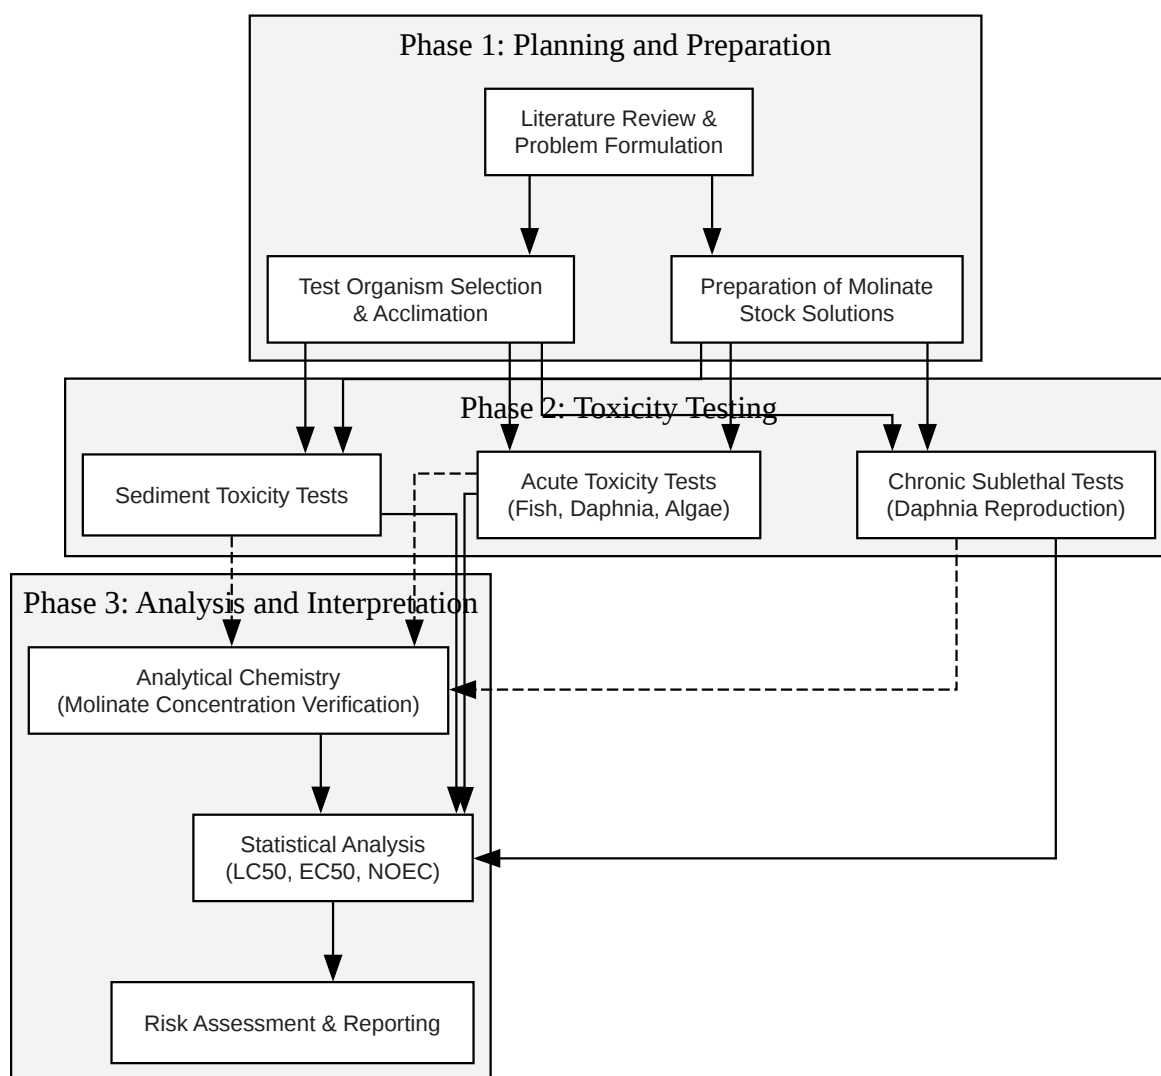 Phase 1: Planning and Preparation
Literature Review &
Problem Formulation
Test Organism Selection
& Acclimation
Preparation of Molinate
Stock Solutions
Phase 2: Toxicity Testing
Sediment Toxicity Tests
Acute Toxicity Tests
(Fish, Daphnia, Algae)
Chronic Sublethal Tests
(Daphnia Reproduction)
Phase 3: Analysis and Interpretation
Analytical Chemistry
(Molinate Concentration Verification)
Statistical Analysis
(LC50, EC50, NOEC)
Risk Assessment & Reporting